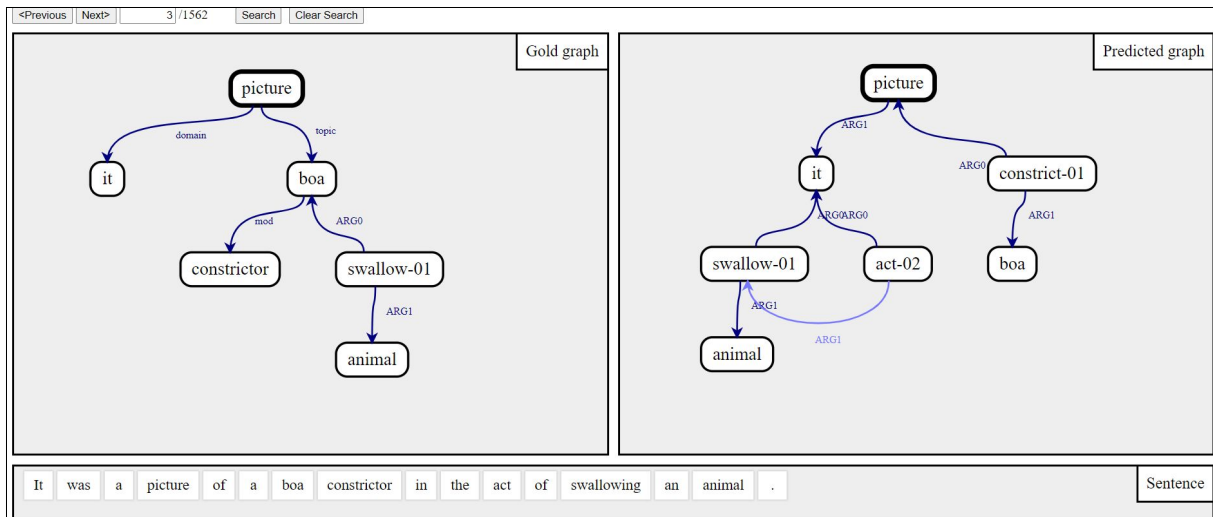 <Previous Next> 3 /1562 Search Clear Search
Gold graph
picture
domain
topic
it
boa
mod
ARG0
constrictor
swallow-01
ARG1
animal
Predicted graph
picture
ARG1
ARG0
it
constrict-01
ARG0
ARG0
ARG1
swallow-01
act-02
boa
ARG1
ARG1
animal
Sentence
It was a picture of a boa constrictor in the act of swallowing an animal .